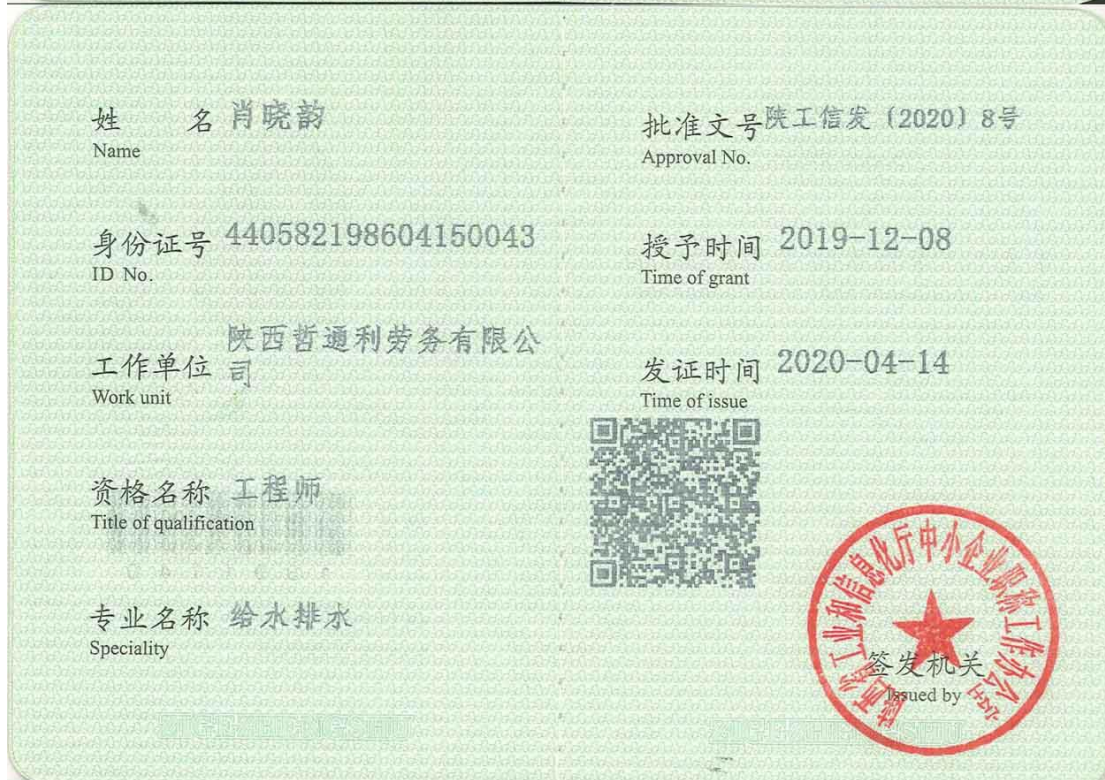 姓 名 肖晓韵
Name
身份证号 440582198604150043
ID No.
工作单位 陕西哲通利劳务有限公
司
Work unit
资格名称 工程师
Title of qualification
专业名称 给水排水
Speciality
批准文号 陕工信发〔2020〕8号
Approval No.
授予时间 2019-12-08
Time of grant
发证时间 2020-04-14
Time of issue
陕西省工业和信息化厅中小企业职称工作办公室
签发机关
Issued by